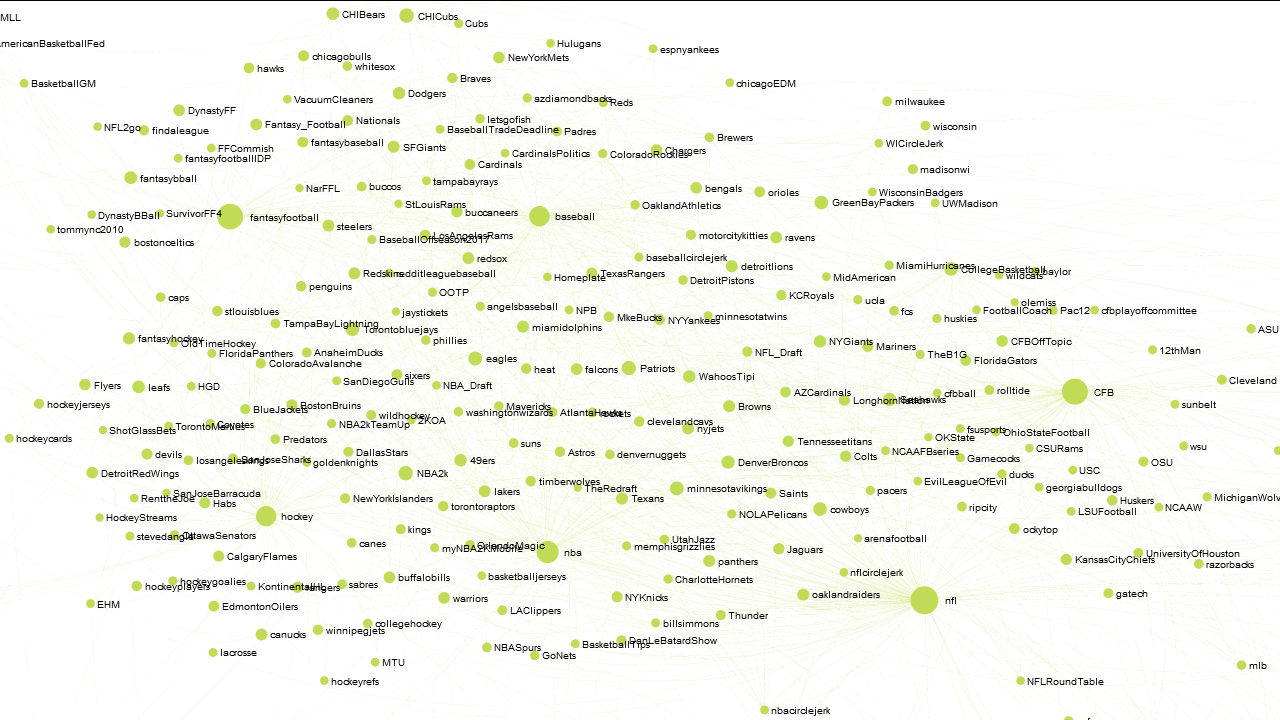 MLL
CHIBears
CHICubs
Cubs
mericanBasketballFed
Hulugans
espnyankees
chicagobulls
NewYorkMets
hawks
whitesox
BasketballGM
Braves
chicagoEDM
Dodgers
VacuumCleaners
azdiamondbacks
Reds
milwaukee
DynastyFF
Nationals
letsgofish
NFL2go
findaleague
Fantasy_Football
BaseballTradeDeadline
Padres
wisconsin
Brewers
FFCommish
fantasybaseball
SFGiants
WICircleJerk
fantasyfootballIDP
CardinalsPolitics
ColoradoRockies
Chargers
Cardinals
madisonwi
fantasybball
NarFFL
buccos
tampabayrays
bengals
orioles
WisconsinBadgers
GreenBayPackers
UWMadison
DynastyBBall
SurvivorFF4
fantasyfootball
StLouisRams
buccaneers
baseball
OaklandAthletics
tommync2010
bostonceltics
steelers
BaseballOffseason2017
LosAngelesRams
motorcitykitties
ravens
redsox
baseballcirclejerk
detroitlions
MiamiHurricanes
CollegeBasketball
wildcats
baylor
Redskins
redditleaguebaseball
Homeplate
TexasRangers
DetroitPistons
MidAmerican
penguins
OOTP
KCRoyals
ucla
olemiss
caps
stlouisblues
jaystickets
angelsbaseball
NPB
MkeBucks
NYYankees
minnesotatwins
fcs
huskies
FootballCoach
Pac12
cfbplayoffcommittee
TampaBayLightning
Torontobluejays
miamidolphins
ASU
fantasyhockey
OldTimeHockey
phillies
NYGiants
Mariners
CFBOffTopic
FloridaPanthers
AnaheimDucks
ColoradoAvalanche
eagles
NFL_Draft
TheB1G
FloridaGators
12thMan
heat
falcons
Patriots
WahoosTipi
sixers
SanDiegoGulls
NBA_Draft
Flyers
leafs
HGD
AZCardinals
LonghornNation
Seahawks
cfbball
rolltide
CFB
Cleveland
hockeyjerseys
BlueJackets
BostonBruins
wildhockey
2KOA
washingtonwizards
Mavericks
AtlantaHawks
rockets
clevelandcavs
Browns
sunbelt
ShotGlassBets
TorontoMarlies
Coyotes
NBA2kTeamUp
nyjets
fsusports
OhioStateFootball
hockeycards
Predators
suns
Tennesseetitans
OKState
devils
losangeleskings
SanJoseSharks
goldenknights
DallasStars
49ers
Astros
denvernuggets
DenverBroncos
Colts
NCAAFBseries
Gamecocks
CSURams
wsu
OSU
DetroitRedWings
NBA2k
timberwolves
TheRedraft
minnesotavikings
EvilLeagueOfEvil
ducks
USC
georgiabulldogs
RenttheJoe
SanJoseBarracuda
Habs
NewYorkIslanders
lakers
Texans
Saints
pacers
Huskers
MichiganWolv
HockeyStreams
hockey
torontoraptors
NOLAPelicans
cowboys
ripcity
LSUFootball
NCAAW
stevedangle
OttawaSenators
kings
ockytop
canes
myNBA2KMobile
OrlandoMagic
nba
memphisgrizzlies
UtahJazz
Jaguars
arenafootball
CalgaryFlames
panthers
KansasCityChiefs
UniversityOfHouston
razorbacks
hockeyplayers
hockeygoalies
KontinentalHL
rangers
sabres
buffalobills
basketballjerseys
CharlotteHornets
nflcirclejerk
EHM
EdmontonOilers
warriors
LAClippers
NYKnicks
oaklandraiders
nfl
gatech
canucks
winnipegjets
collegehockey
billsimmons
Thunder
lacrosse
NBASpurs
GoNets
BasketballTips
DanLeBatardShow
MTU
mlb
hockeyrefs
NFLRoundTable
nbacirclejerk